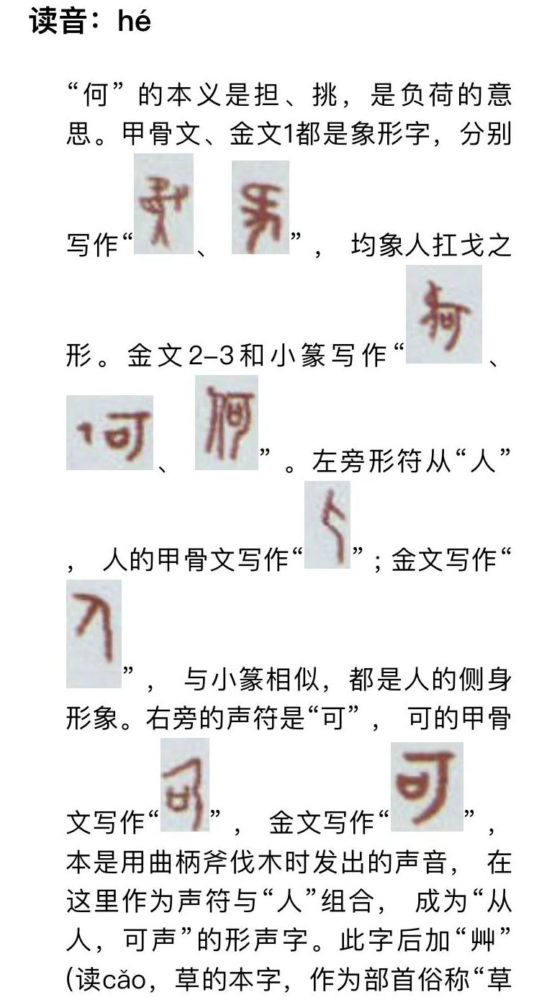 读音：hé
“何”的本义是担、挑，是负荷的意
思。甲骨文、金文1都是象形字，分别
写作“、”，均象人扛戈之
形。金文2–3和小篆写作“、
、”。左旁形符从“人”
，人的甲骨文写作“”；金文写作“
”，与小篆相似，都是人的侧身
形象。右旁的声符是“可”，可的甲骨
文写作“”，金文写作“”，
本是用曲柄斧伐木时发出的声音，在
这里作为声符与“人”组合，成为“从
人，可声”的形声字。此字后加“艸”
(读cǎo，草的本字，作为部首俗称“草